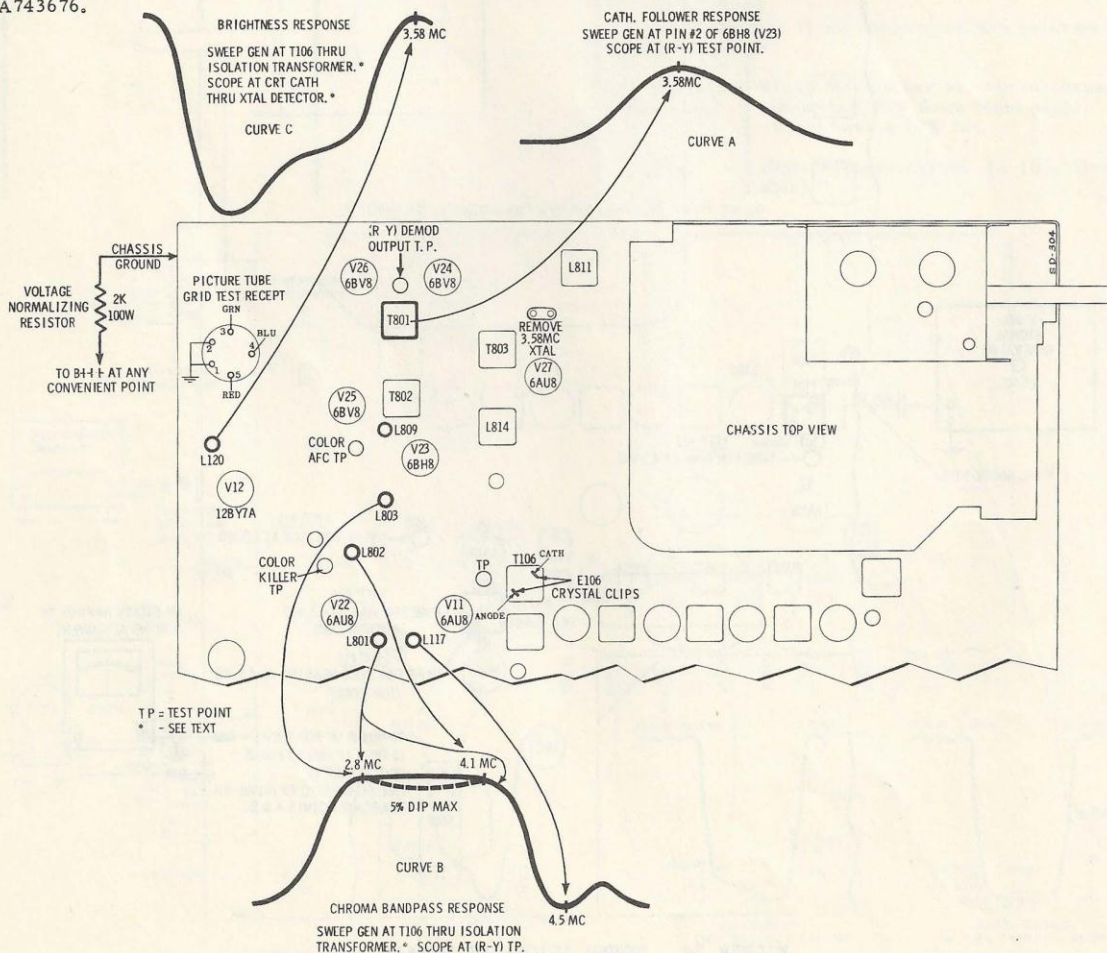 A743676.
BRIGHTNESS RESPONSE
SWEEP GEN AT T106 THRU
ISOLATION TRANSFORMER.*
SCOPE AT CRT CATH
THRU XTAL DETECTOR.*
CURVE C
3.58 MC
CATH. FOLLOWER RESPONSE
SWEEP GEN AT PIN #2 OF 6BH8 (V23)
SCOPE AT (R-Y) TEST POINT.
3.58MC
CURVE A
CHASSIS
GROUND
VOLTAGE
NORMALIZING
RESISTOR
2K
100W
TO B+++ AT ANY
CONVENIENT POINT
PICTURE TUBE
GRID TEST RECEPT
GRN
BLU
3
4
2
1
5
RED
(R Y) DEMOD
OUTPUT T. P.
V26
6BV8
V24
6BV8
L811
T801
REMOVE
3.58MC
XTAL
T803
V27
6AU8
V25
6BV8
T802
L809
L814
COLOR
AFC TP
V23
6BH8
L120
V12
12BY7A
L803
L802
COLOR
KILLER
TP
TP
T106
CATH
E106
CRYSTAL CLIPS
ANODE
V22
6AU8
V11
6AU8
L801
L117
CHASSIS TOP VIEW
SD-304
T P = TEST POINT
* - SEE TEXT
2.8 MC
4.1 MC
5% DIP MAX
CURVE B
4.5 MC
CHROMA BANDPASS RESPONSE
SWEEP GEN AT T106 THRU ISOLATION
TRANSFORMER.* SCOPE AT (R-Y) TP.